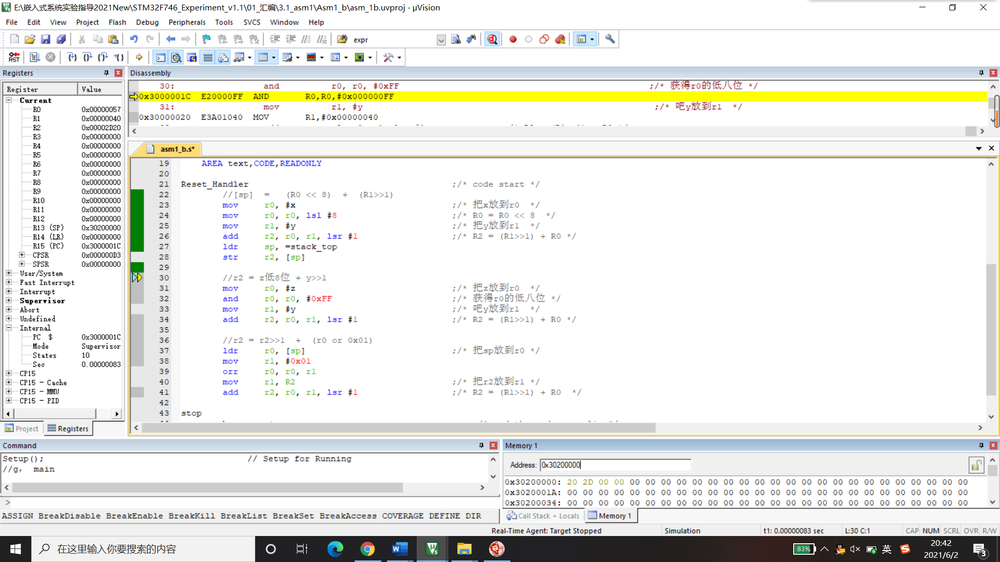 E:\嵌入式系统实验指导2021New\STM32F746_Experiment_v1.1\01_汇编\3.1_asm1\Asm1_b\asm_1b.uvproj - µVision
File Edit View Project Flash Debug Peripherals Tools SVCS Window Help
expr
RST
Registers
Register Value
Current
R0 0x00000057
R1 0x00000040
R2 0x00002D20
R3 0x00000000
R4 0x00000000
R5 0x00000000
R6 0x00000000
R7 0x00000000
R8 0x00000000
R9 0x00000000
R10 0x00000000
R11 0x00000000
R12 0x00000000
R13 (SP) 0x30200000
R14 (LR) 0x00000000
R15 (PC) 0x3000001C
CPSR 0x000000D3
SPSR 0x00000000
User/System
Fast Interrupt
Interrupt
Supervisor
Abort
Undefined
Internal
PC $ 0x3000001C
Mode Supervisor
States 10
Sec 0.00000083
CP15
CP15 - Cache
CP15 - MMU
CP15 - PID
Project Registers
Disassembly
30: and r0, r0, #0xFF ;/* 获得r0的低八位 */
0x3000001C E20000FF AND R0,R0,#0x000000FF
31: mov r1, #y ;/* 吧y放到r1 */
0x30000020 E3A01040 MOV R1,#0x00000040
asm1_b.s*
19 AREA text,CODE,READONLY
20
21 Reset_Handler ;/* code start */
22 //[sp] = (R0 << 8) + (R1>>1)
23 mov r0, #x ;/* 把x放到r0 */
24 mov r0, r0, lsl #8 ;/* R0 = R0 << 8 */
25 mov r1, #y ;/* 把y放到r1 */
26 add r2, r0, r1, lsr #1 ;/* R2 = (R1>>1) + R0 */
27 ldr sp, =stack_top
28 str r2, [sp]
29
30 //r2 = z低8位 + y>>1
31 mov r0, #z ;/* 把z放到r0 */
32 and r0, r0, #0xFF ;/* 获得r0的低八位 */
33 mov r1, #y ;/* 吧y放到r1 */
34 add r2, r0, r1, lsr #1 ;/* R2 = (R1>>1) + R0 */
35
36 //r2 = r2>>1 + (r0 or 0x01)
37 ldr r0, [sp] ;/* 把sp放到r0 */
38 mov r1, #0x01
39 orr r0, r0, r1
40 mov r1, R2 ;/* 把r2放到r1 */
41 add r2, r0, r1, lsr #1 ;/* R2 = (R1>>1) + R0 */
42
43 stop
Command
Setup(); // Setup for Running
//g, main
>
ASSIGN BreakDisable BreakEnable BreakKill BreakList BreakSet BreakAccess COVERAGE DEFINE DIR
Memory 1
Address: 0x30200000
0x30200000: 20 2D 00 00 00 00 00 00 00 00 00 00 00 00 00 00 00 00 00 00 00 00 00 00 00 00
0x3020001A: 00 00 00 00 00 00 00 00 00 00 00 00 00 00 00 00 00 00 00 00 00 00 00 00 00 00
0x30200034: 00 00 00 00 00 00 00 00 00 00 00 00 00 00 00 00 00 00 00 00 00 00 00 00 00 00
Call Stack + Locals Memory 1
Real-Time Agent: Target Stopped Simulation t1: 0.00000083 sec L:30 C:1 CAP NUM SCRL OVR R/W
在这里输入你要搜索的内容
83% 英 20:42
2021/6/2
3